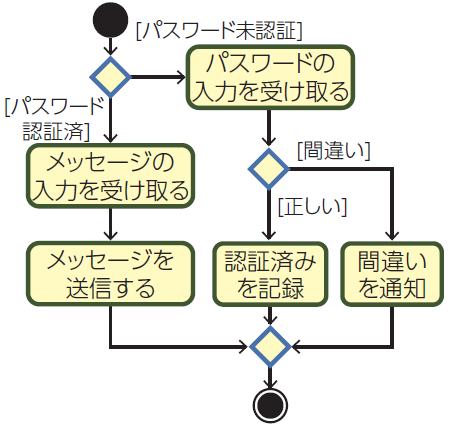 [パスワード未認証]
パスワードの
入力を受け取る
[パスワード
認証済]
メッセージの
入力を受け取る
[間違い]
[正しい]
メッセージを
送信する
認証済み
を記録
間違い
を通知